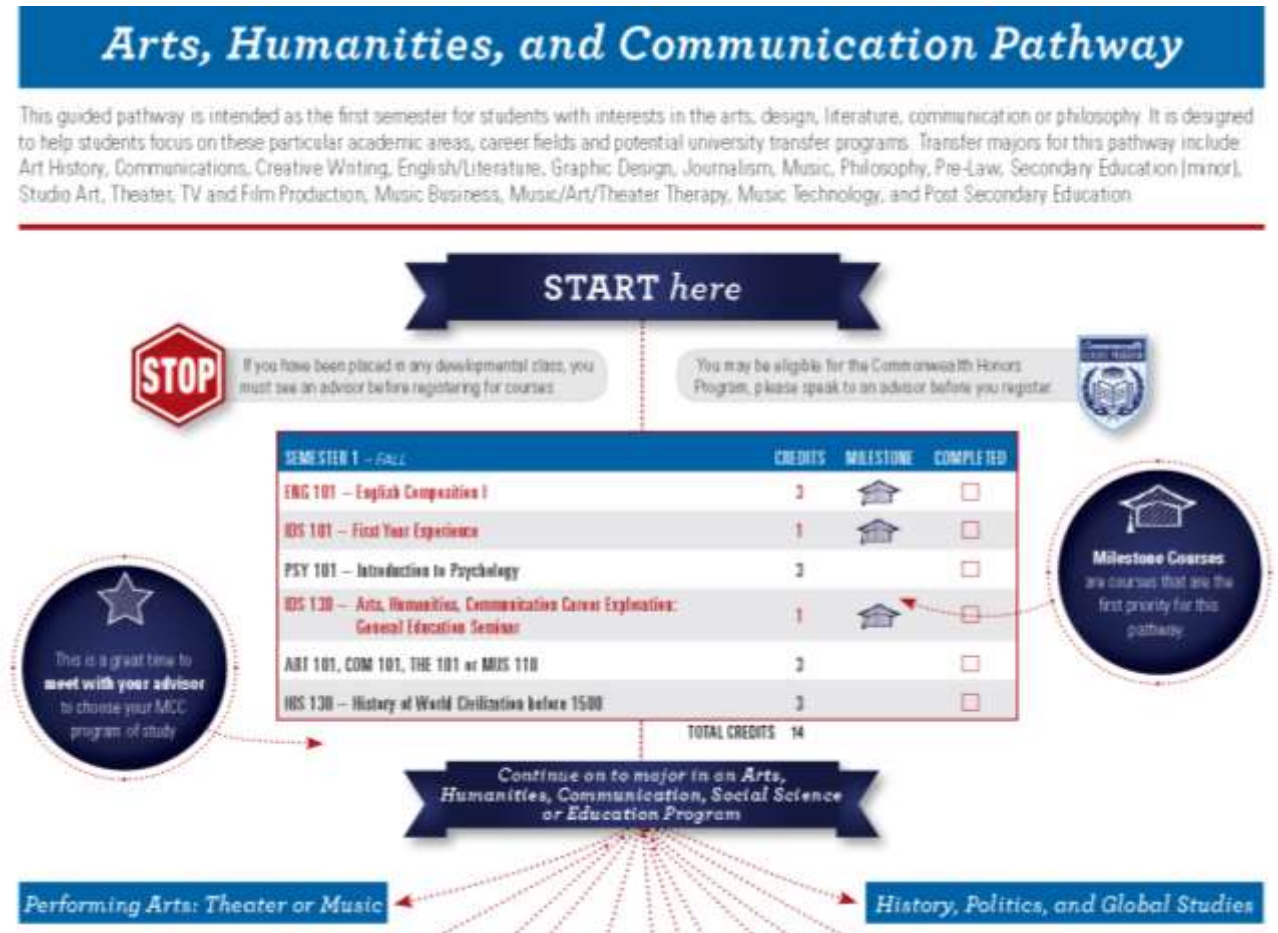 Arts, Humanities, and Communication Pathway
This guided pathway is intended as the first semester for students with interests in the arts, design, literature, communication or philosophy. It is designed
to help students focus on these particular academic areas, career fields and potential university transfer programs. Transfer majors for this pathway include:
Art History, Communications, Creative Writing, English/Literature, Graphic Design, Journalism, Music, Philosophy, Pre-Law, Secondary Education (minor),
Studio Art, Theater, TV and Film Production, Music Business, Music/Art/Theater Therapy, Music Technology, and Post Secondary Education
START here
STOP
If you have been placed in any developmental class, you
must see an advisor before registering for courses
You may be eligible for the Commonwealth Honors
Program, please speak to an advisor before you register.
SEMESTER 1 – FALL CREDITS MILESTONE COMPLETED
ENG 101 – English Composition I 3
IDS 101 – First Year Experience 1
PSY 101 – Introduction to Psychology 3
IDS 130 – Arts, Humanities, Communication Career Exploration: 1
General Education Seminar
ART 101, COM 101, THE 101 or MUS 110 3
HIS 130 – History of World Civilization before 1500 3
TOTAL CREDITS 14
Milestone Courses
are courses that are the
first priority for this
pathway.
This is a great time to
meet with your advisor
to choose your MCC
program of study
Continue on to major in an Arts,
Humanities, Communication, Social Science
or Education Program
Performing Arts: Theater or Music
History, Politics, and Global Studies